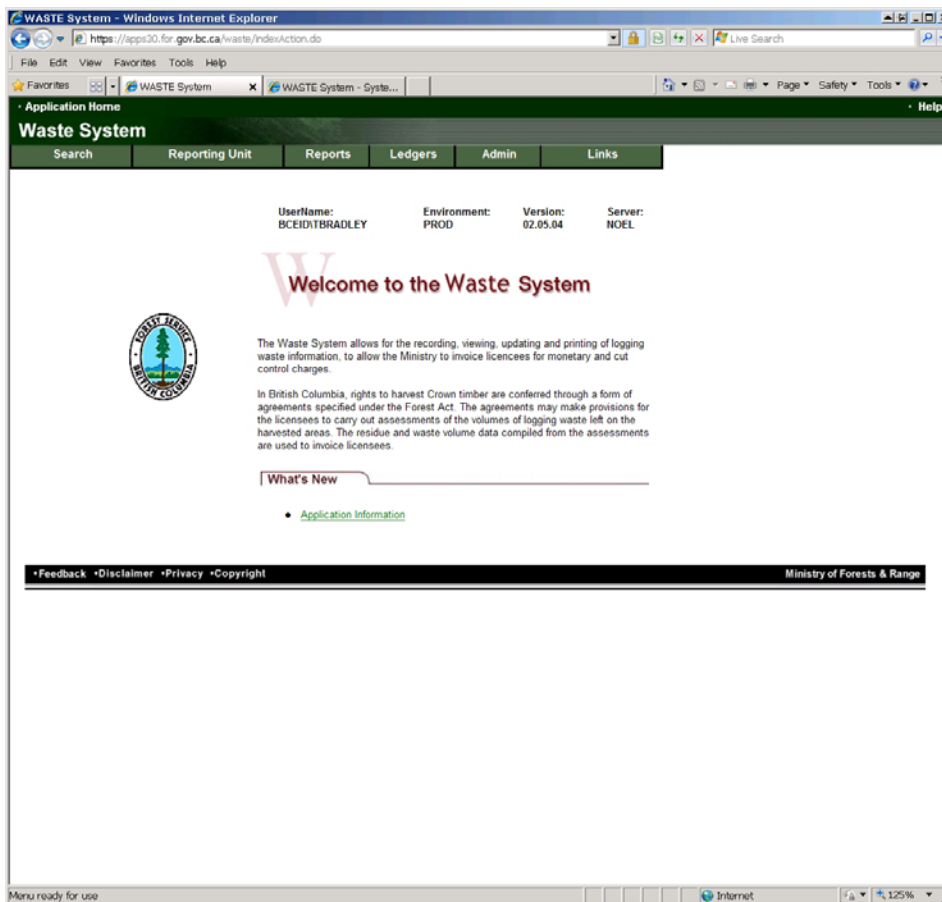 WASTE System - Windows Internet Explorer
https://apps30.for.gov.bc.ca/waste/indexAction.do
Live Search
File Edit View Favorites Tools Help
Favorites WASTE System WASTE System - Syste... Page Safety Tools
· Application Home · Help
Waste System
Search Reporting Unit Reports Ledgers Admin Links
UserName: Environment: Version: Server:
BCEID\TBRADLEY PROD 02.05.04 NOEL
W
Welcome to the Waste System
FOREST SERVICE
BRITISH COLUMBIA
The Waste System allows for the recording, viewing, updating and printing of logging
waste information, to allow the Ministry to invoice licencees for monetary and cut
control charges.
In British Columbia, rights to harvest Crown timber are conferred through a form of
agreements specified under the Forest Act. The agreements may make provisions for
the licensees to carry out assessments of the volumes of logging waste left on the
harvested areas. The residue and waste volume data compiled from the assessments
are used to invoice licensees.
What's New
• Application Information
•Feedback •Disclaimer •Privacy •Copyright Ministry of Forests & Range
Menu ready for use Internet 125%